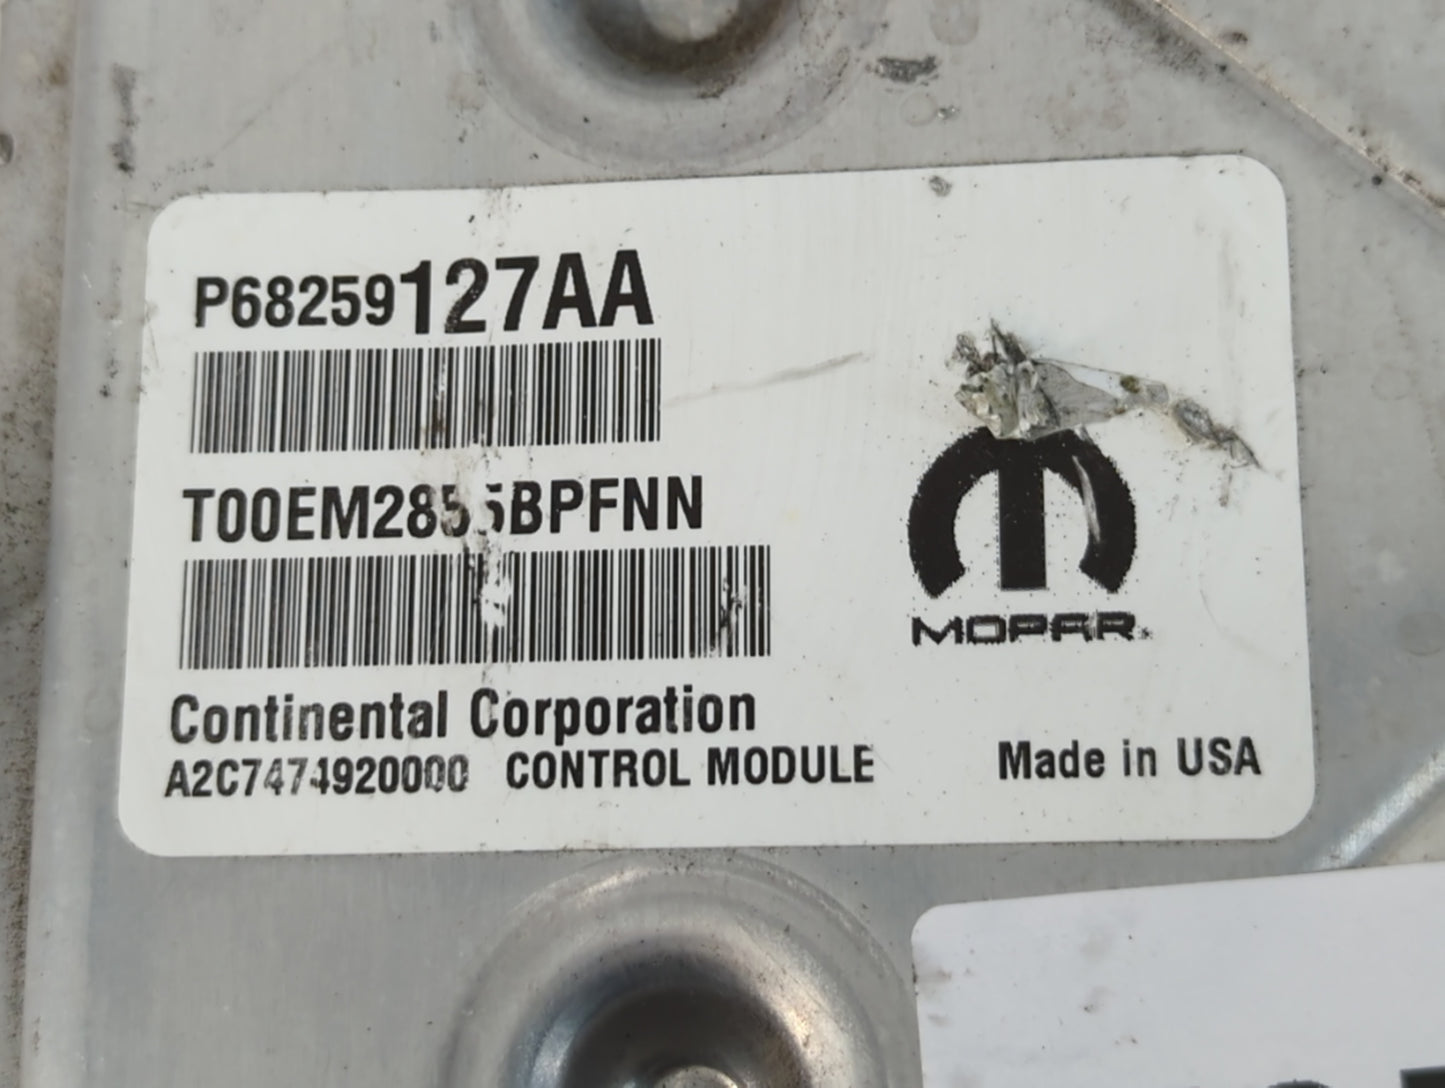 P68259127AA
T00EM2855BPFNN
Continental Corporation
A2C7474920000 CONTROL MODULE
MOPAR.
Made in USA